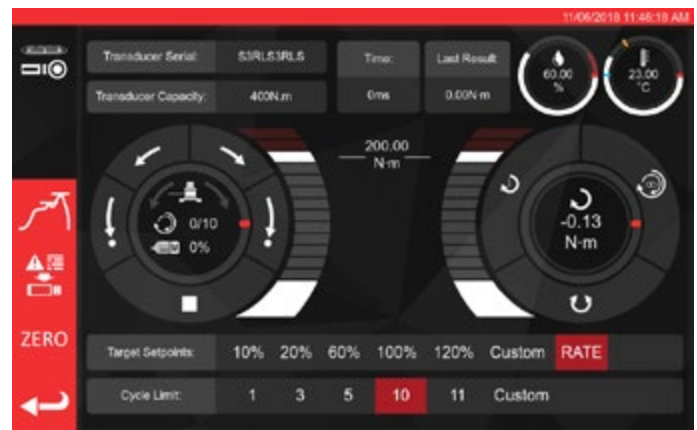 11/06/2018 11:46:18 AM
Transducer Serial: S3RLS3RLS
Time: Last Result:
60.00 %
23.00 °C
Transducer Capacity: 400N.m
0ms 0.00N·m
200.00
N·m
0/10
0%
-0.13
N·m
ZERO
Target Setpoints: 10% 20% 60% 100% 120% Custom RATE
Cycle Limit: 1 3 5 10 11 Custom